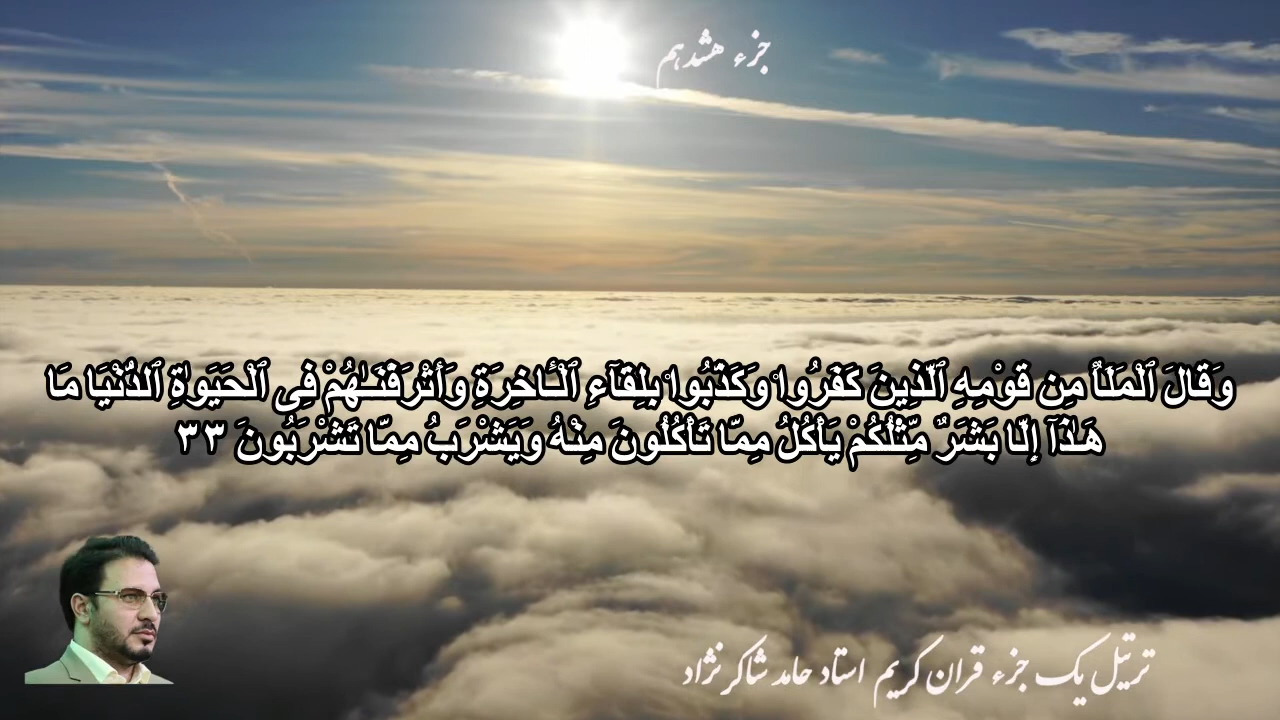 جزء هشدهم
وَقَالَ ٱلْمَلَأُ مِن قَوْمِهِ ٱلَّذِينَ كَفَرُوا۟ وَكَذَّبُوا۟ بِلِقَآءِ ٱلْـَٔاخِرَةِ وَأَتْرَفْنَـٰهُمْ فِى ٱلْحَيَوٰةِ ٱلدُّنْيَا مَا
هَـٰذَآ إِلَّا بَشَرٌ مِّثْلُكُمْ يَأْكُلُ مِمَّا تَأْكُلُونَ مِنْهُ وَيَشْرَبُ مِمَّا تَشْرَبُونَ ٣٣
ترتیل یک جزء قران کریم استاد حامد شاکرنژاد